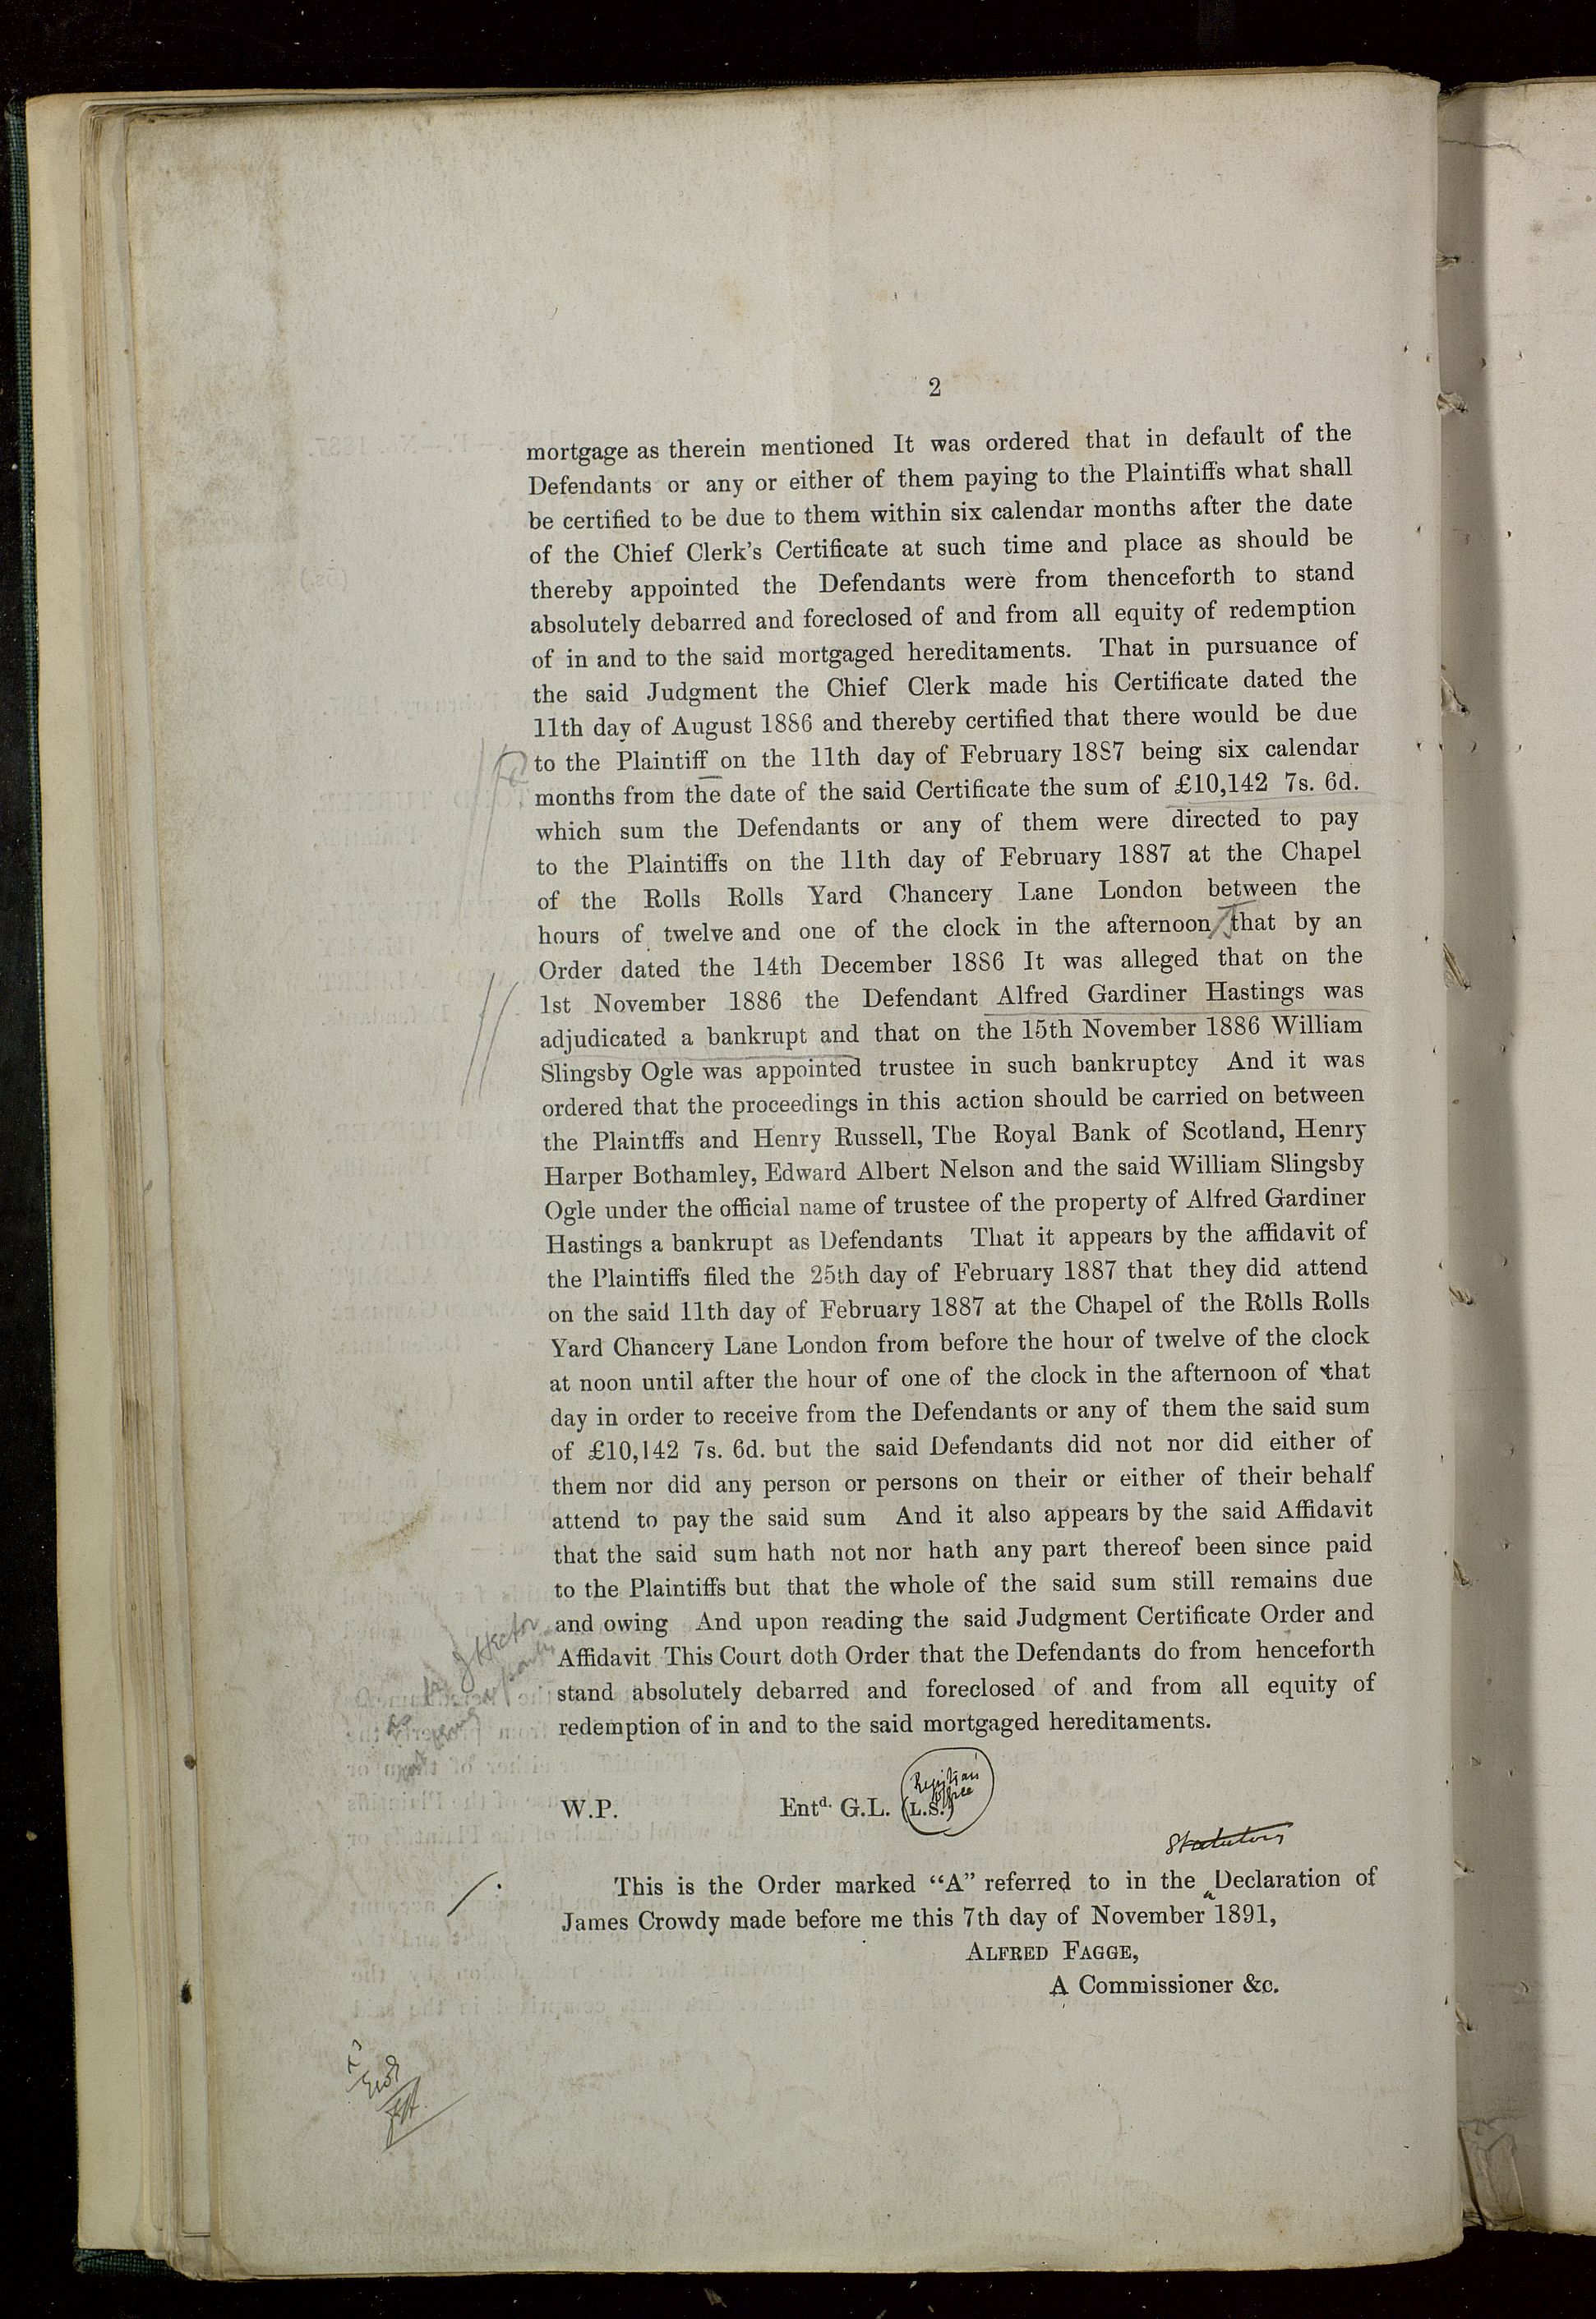 2
mortgage as therein mentioned It was ordered that in default of the
Defendants or any or either of them paying to the Plaintiffs what shall
be certified to be due to them within six calendar months after the date
of the Chief Clerk's Certificate at such time and place as should be
thereby appointed the Defendants were from thenceforth to stand
absolutely debarred and foreclosed of and from all equity of redemption
of in and to the said mortgaged hereditaments. That in pursuance of
the said Judgment the Chief Clerk made his Certificate dated the
11th day of August 1886 and thereby certified that there would be due
to the Plaintiff on the 11th day of February 1887 being six calendar
months from the date of the said Certificate the sum of £10,142 7s. 6d.
which sum the Defendants or any of them were directed to pay
to the Plaintiffs on the 11th day of February 1887 at the Chapel
of the Rolls Rolls Yard Chancery Lane London between the
hours of twelve and one of the clock in the afternoon that by an
Order dated the 14th December 1886 It was alleged that on the
1st November 1886 the Defendant Alfred Gardiner Hastings was
adjudicated a bankrupt and that on the 15th November 1886 William
Slingsby Ogle was appointed trustee in such bankruptcy And it was
ordered that the proceedings in this action should be carried on between
the Plaintffs and Henry Russell, The Royal Bank of Scotland, Henry
Harper Bothamley, Edward Albert Nelson and the said William Slingsby
Ogle under the official name of trustee of the property of Alfred Gardiner
Hastings a bankrupt as Defendants That it appears by the affidavit of
the Plaintiffs filed the 25th day of February 1887 that they did attend
on the said 11th day of February 1887 at the Chapel of the Rolls Rolls
Yard Chancery Lane London from before the hour of twelve of the clock
at noon until after the hour of one of the clock in the afternoon of that
day in order to receive from the Defendants or any of them the said sum
of £10,142 7s. 6d. but the said Defendants did not nor did either of
them nor did any person or persons on their or either of their behalf
attend to pay the said sum And it also appears by the said Affidavit
that the said sum hath not nor hath any part thereof been since paid
to the Plaintiffs but that the whole of the said sum still remains due
and owing And upon reading the said Judgment Certificate Order and
Affidavit This Court doth Order that the Defendants do from henceforth
stand absolutely debarred and foreclosed of and from all equity of
redemption of in and to the said mortgaged hereditaments.
Office
W.P. Entd. G.L. (L.S.)
Statutory
This is the Order marked "A" referred to in the Declaration of
James Crowdy made before me this 7th day of November 1891,
ALFRED FAGGE,
A Commissioner &c.